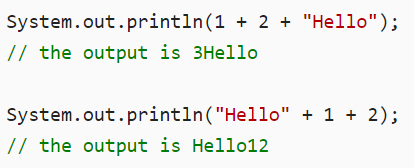 System.out.println(1 + 2 + "Hello");
// the output is 3Hello
System.out.println("Hello" + 1 + 2);
// the output is Hello12